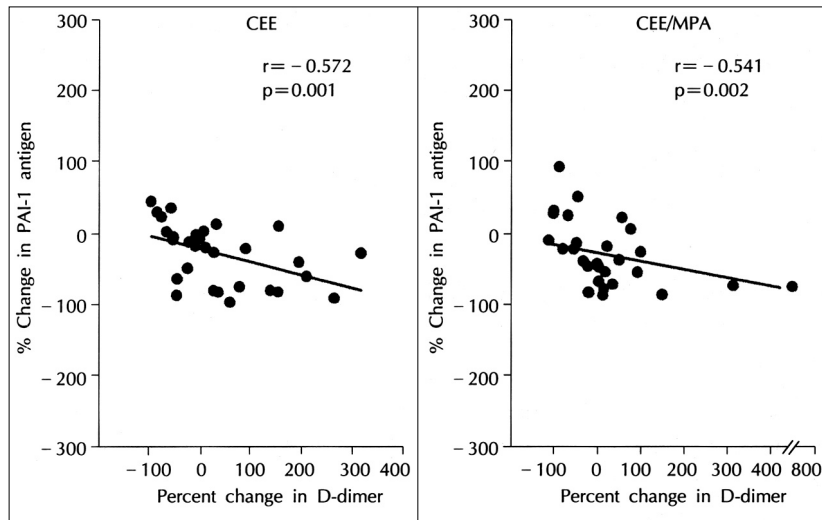 CEE
r= - 0.572
p=0.001
% Change in PAI-1 antigen
300
200
100
0
- 100
- 200
- 300
- 100 0 100 200 300 400
Percent change in D-dimer
CEE/MPA
r= - 0.541
p=0.002
% Change in PAI-1 antigen
300
200
100
0
- 100
- 200
- 300
- 100 0 100 200 300 400 800
Percent change in D-dimer